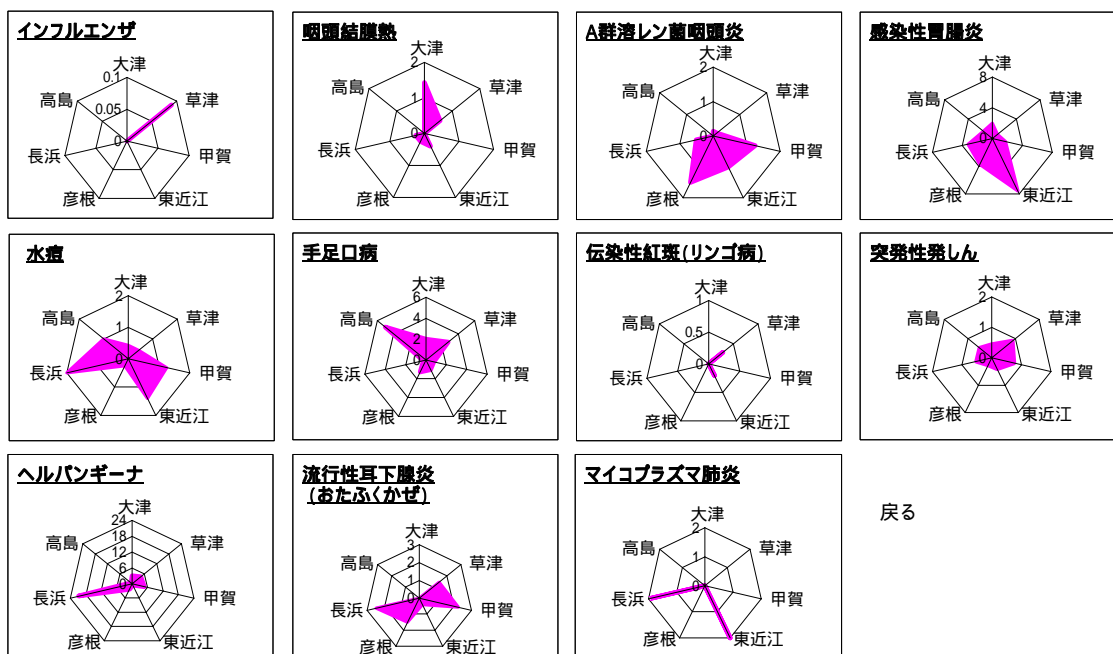 インフルエンザ
大津
0.1
草津
0.05
高島
0
長浜
甲賀
彦根
東近江
咽頭結膜熱
大津
2
草津
高島
1
0
長浜
甲賀
彦根
東近江
A群溶レン菌咽頭炎
大津
2
草津
高島
1
0
長浜
甲賀
彦根
東近江
感染性胃腸炎
大津
8
草津
高島
4
0
長浜
甲賀
彦根
東近江
水痘
大津
2
草津
高島
1
0
長浜
甲賀
彦根
東近江
手足口病
大津
6
草津
高島
4
2
0
長浜
甲賀
彦根
東近江
伝染性紅斑(リンゴ病)
大津
1
草津
高島
0.5
0
長浜
甲賀
彦根
東近江
突発性発しん
大津
2
草津
高島
1
0
長浜
甲賀
彦根
東近江
ヘルパンギーナ
大津
24
18
草津
高島
12
6
0
長浜
甲賀
彦根
東近江
流行性耳下腺炎
(おたふくかぜ)
大津
3
草津
高島
2
1
0
長浜
甲賀
彦根
東近江
マイコプラズマ肺炎
大津
2
草津
高島
1
0
長浜
甲賀
彦根
東近江
戻る